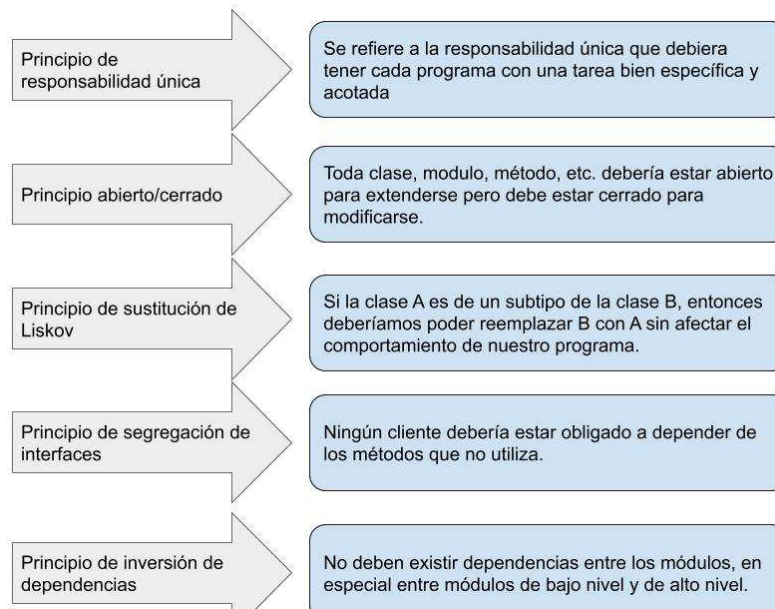 Principio de
responsabilidad única
Se refiere a la responsabilidad única que debiera
tener cada programa con una tarea bien específica y
acotada
Principio abierto/cerrado
Toda clase, modulo, método, etc. debería estar abierto
para extenderse pero debe estar cerrado para
modificarse.
Principio de sustitución de
Liskov
Si la clase A es de un subtipo de la clase B, entonces
deberíamos poder reemplazar B con A sin afectar el
comportamiento de nuestro programa.
Principio de segregación de
interfaces
Ningún cliente debería estar obligado a depender de
los métodos que no utiliza.
Principio de inversión de
dependencias
No deben existir dependencias entre los módulos, en
especial entre módulos de bajo nivel y de alto nivel.